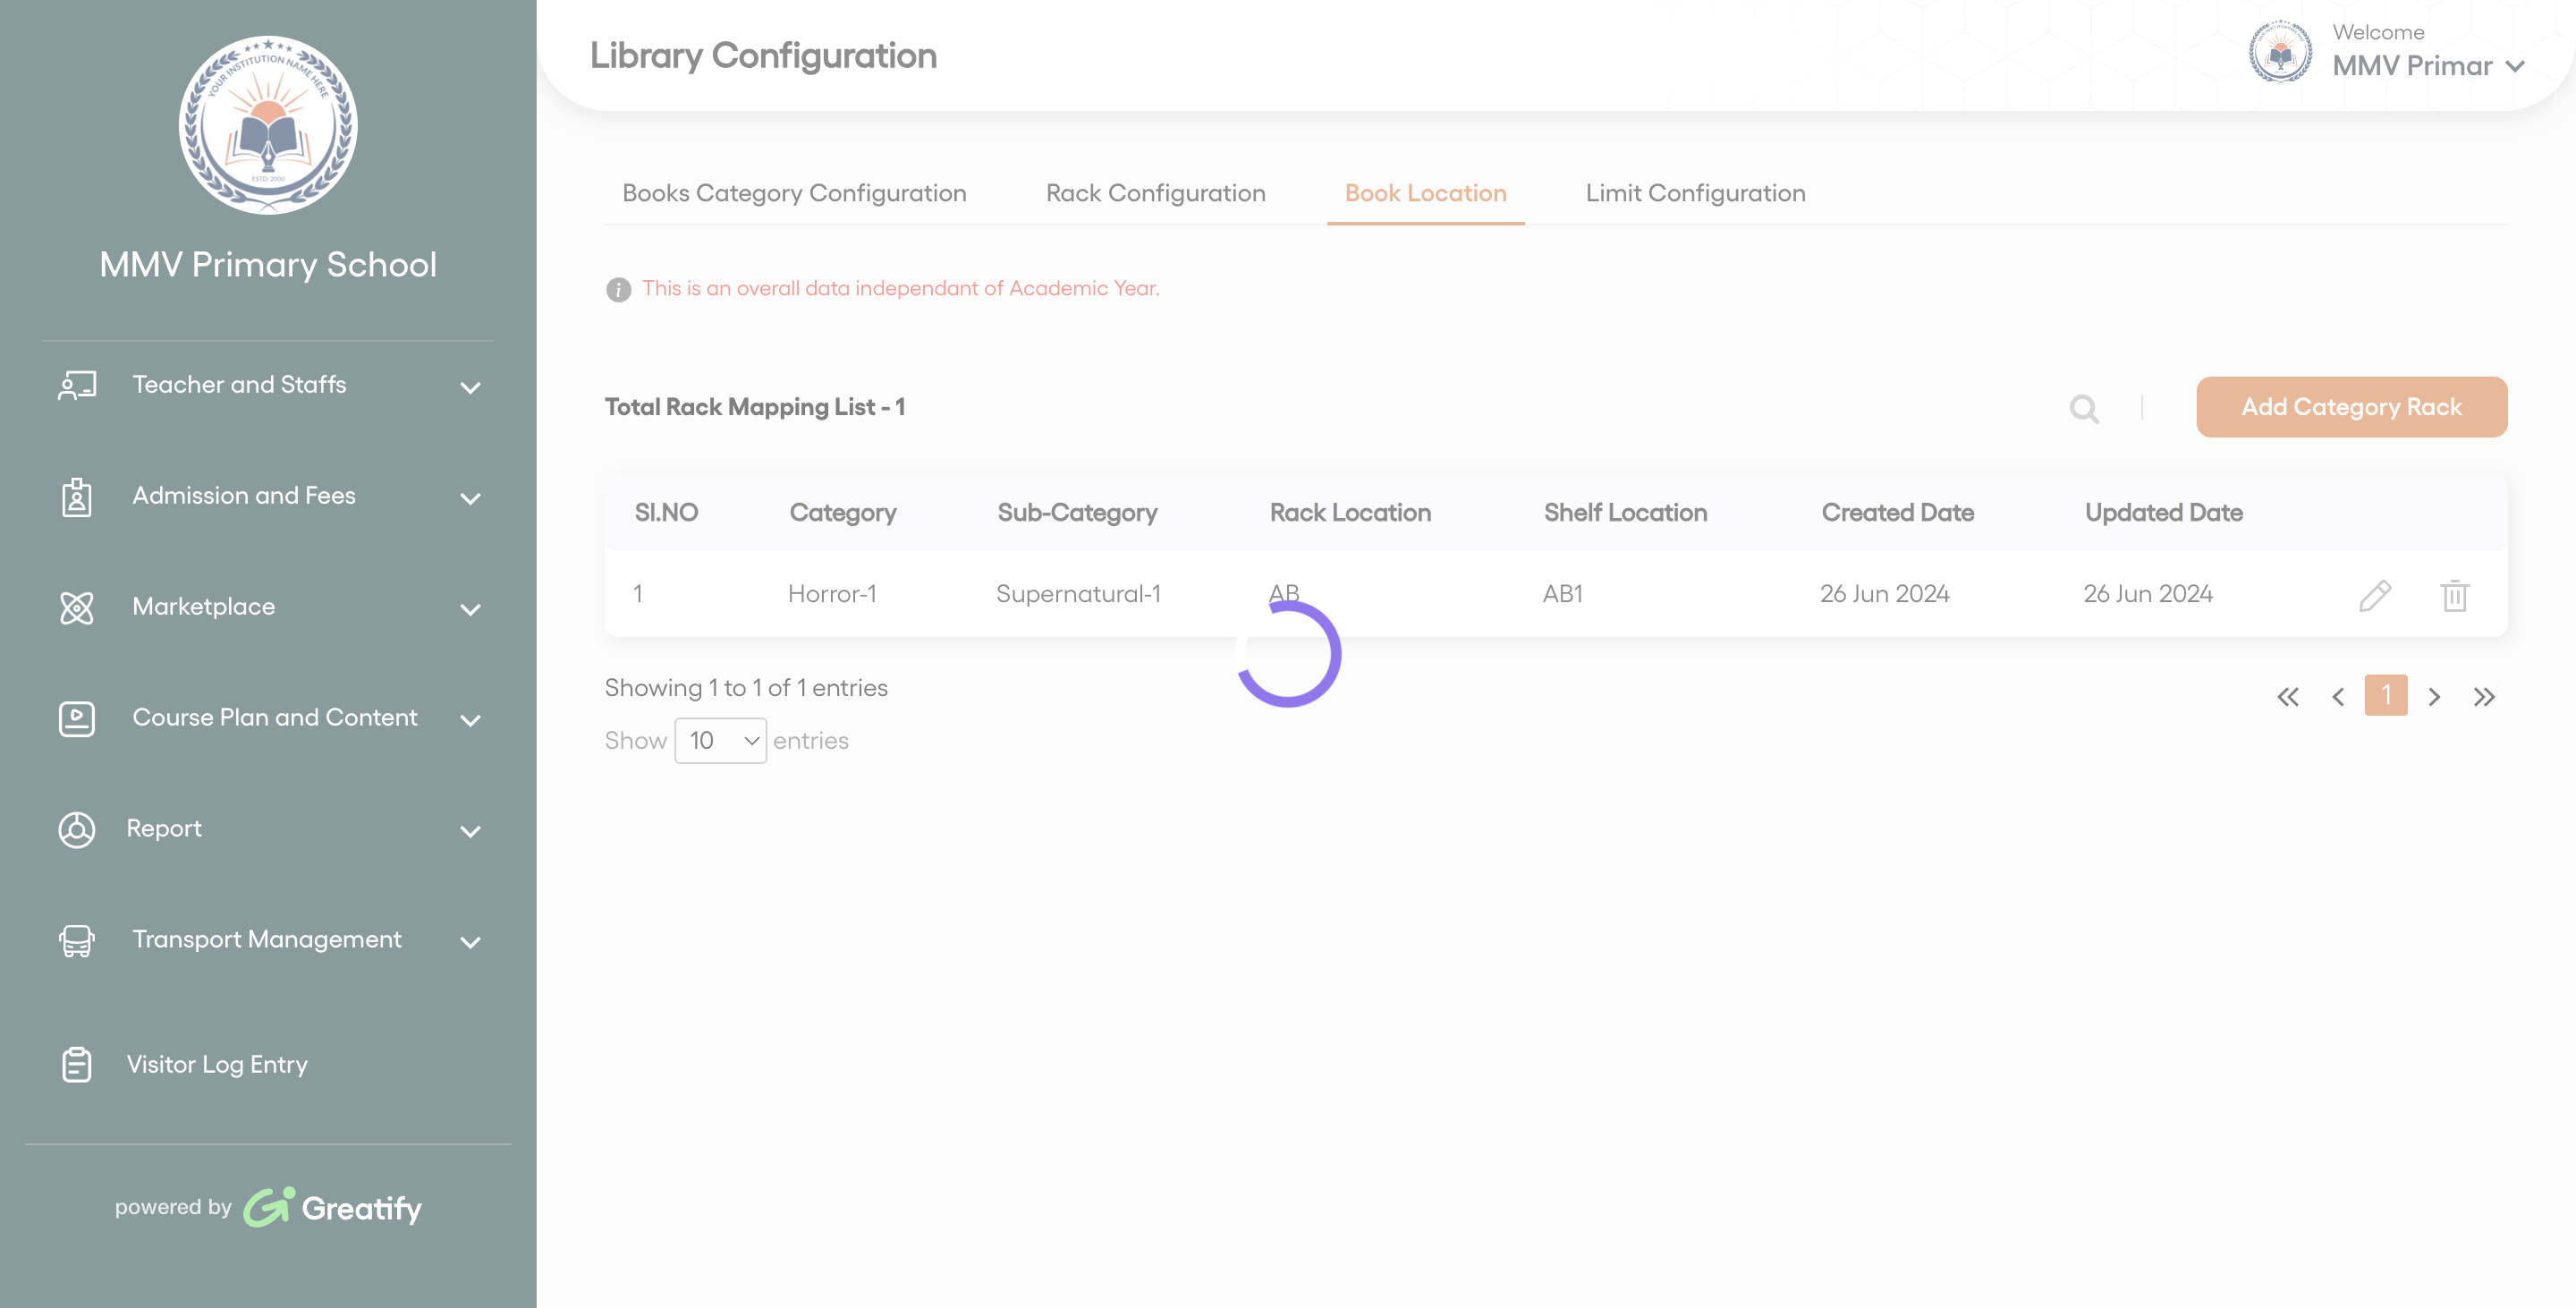 YOUR INSTITUTION NAME HERE
ESTD: 2000
MMV Primary School
Teacher and Staffs
Admission and Fees
Marketplace
Course Plan and Content
Report
Transport Management
Visitor Log Entry
powered by Greatify
Library Configuration
Welcome
MMV Primar
Books Category Configuration Rack Configuration Book Location Limit Configuration
This is an overall data independant of Academic Year.
Total Rack Mapping List - 1
Add Category Rack
Sl.NO Category Sub-Category Rack Location Shelf Location Created Date Updated Date
1 Horror-1 Supernatural-1 AB AB1 26 Jun 2024 26 Jun 2024
Showing 1 to 1 of 1 entries
1
Show 10 entries